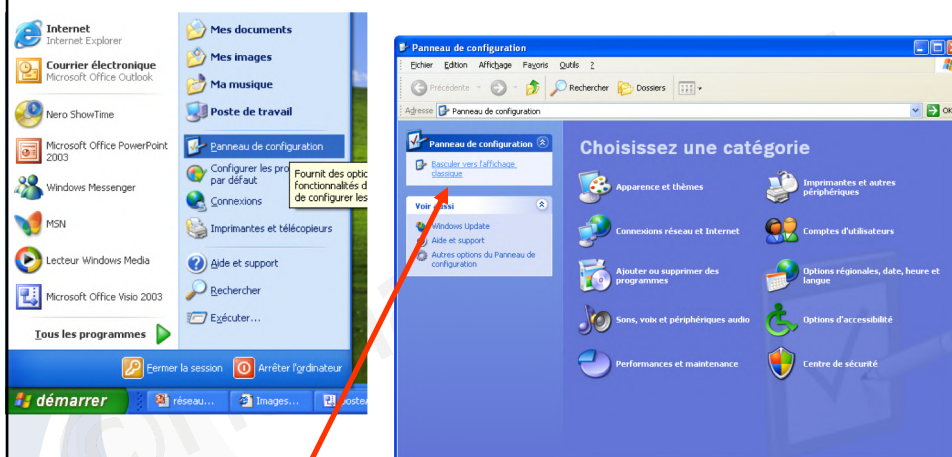 Internet
Internet Explorer
Courrier électronique
Microsoft Office Outlook
Nero ShowTime
Microsoft Office PowerPoint
2003
Windows Messenger
MSN
Lecteur Windows Media
Microsoft Office Visio 2003
Tous les programmes
Mes documents
Mes images
Ma musique
Poste de travail
Panneau de configuration
Configurer les pro
par défaut
Connexions
Imprimantes et télécopieurs
Aide et support
Rechercher
Exécuter...
Fournit des optic
fonctionnalités d
de configurer les
Fermer la session
Arrêter l'ordinateur
démarrer
réseau...
Images...
Panneau de configuration
Fichier Edition Affichage Favoris Outils ?
Précédente
Rechercher
Dossiers
Adresse
Panneau de configuration
OK
Panneau de configuration
Basculer vers l'affichage
classique
Voir aussi
Windows Update
Aide et support
Autres options du Panneau de
configuration
Choisissez une catégorie
Apparence et thèmes
Imprimantes et autres
périphériques
Connexions réseau et Internet
Comptes d'utilisateurs
Ajouter ou supprimer des
programmes
Options régionales, date, heure et
langue
Sons, voix et périphériques audio
Options d'accessibilité
Performances et maintenance
Centre de sécurité